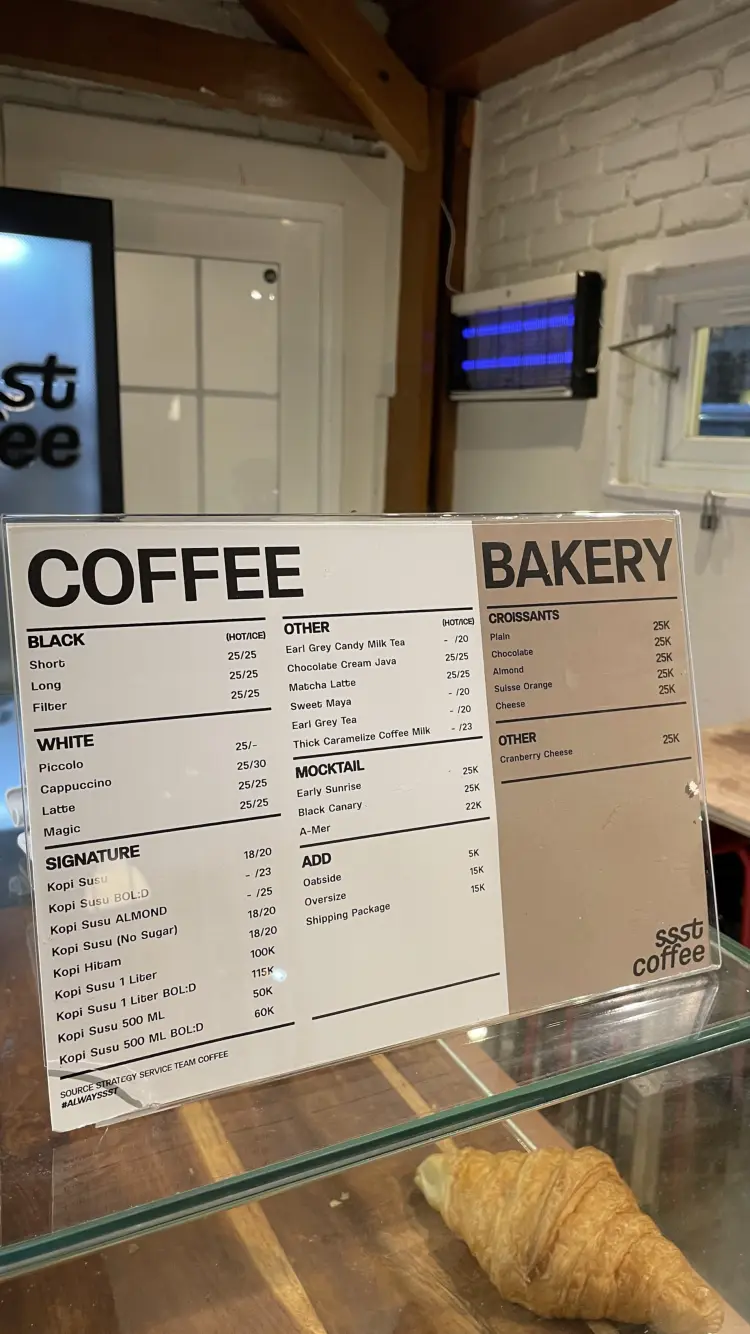 st
ee
COFFEE
BLACK (HOT/ICE)
Short 25/25
Long 25/25
Filter 25/25
WHITE
Piccolo 25/-
Cappuccino 25/30
Latte 25/25
Magic 25/25
SIGNATURE
Kopi Susu 18/20
Kopi Susu BOL:D - /23
Kopi Susu ALMOND - /25
Kopi Susu (No Sugar) 18/20
Kopi Hitam 18/20
Kopi Susu 1 Liter 100K
Kopi Susu 1 Liter BOL:D 115K
Kopi Susu 500 ML 50K
Kopi Susu 500 ML BOL:D 60K
SOURCE STRATEGY SERVICE TEAM COFFEE
#ALWAYSSST
OTHER (HOT/ICE)
Earl Grey Candy Milk Tea - /20
Chocolate Cream Java 25/25
Matcha Latte 25/25
Sweet Maya - /20
Earl Grey Tea - /20
Thick Caramelize Coffee Milk - /23
MOCKTAIL
Early Sunrise 25K
Black Canary 25K
A-Mer 22K
ADD
Oatside 5K
Oversize 15K
Shipping Package 15K
BAKERY
CROISSANTS
Plain 25K
Chocolate 25K
Almond 25K
Suisse Orange 25K
Cheese 25K
OTHER
Cranberry Cheese 25K
ssst
coffee